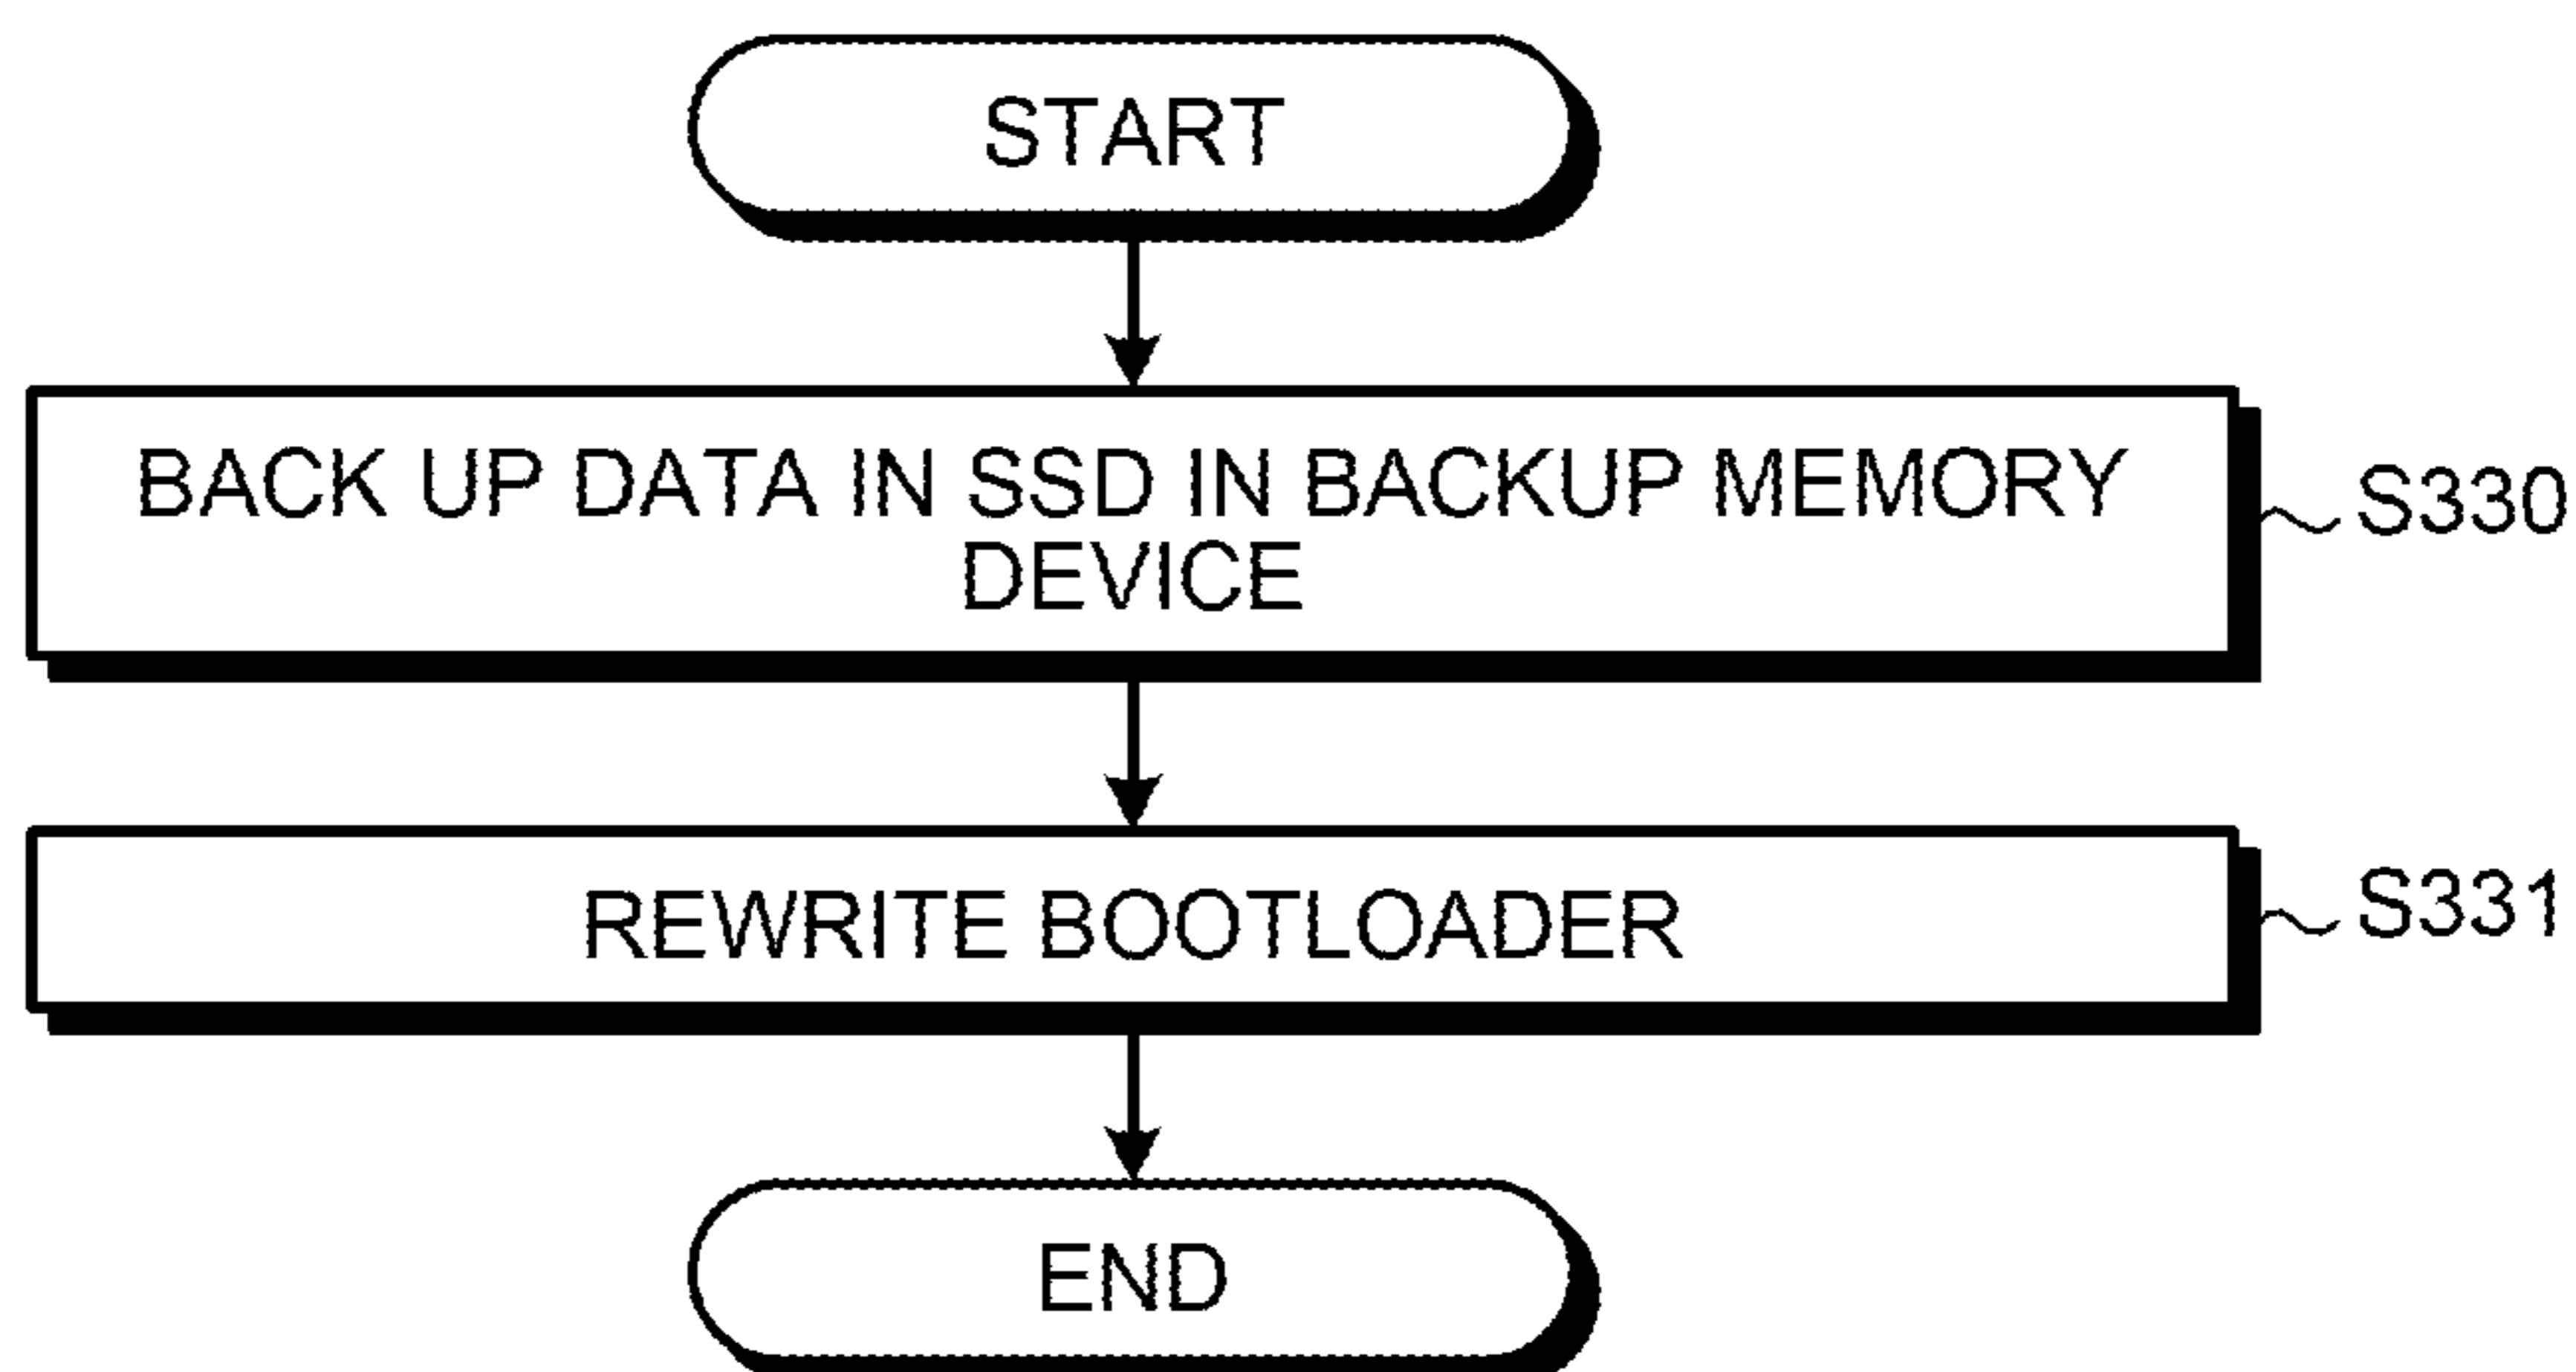 START
BACK UP DATA IN SSD IN BACKUP MEMORY
DEVICE
S330
REWRITE BOOTLOADER
S331
END